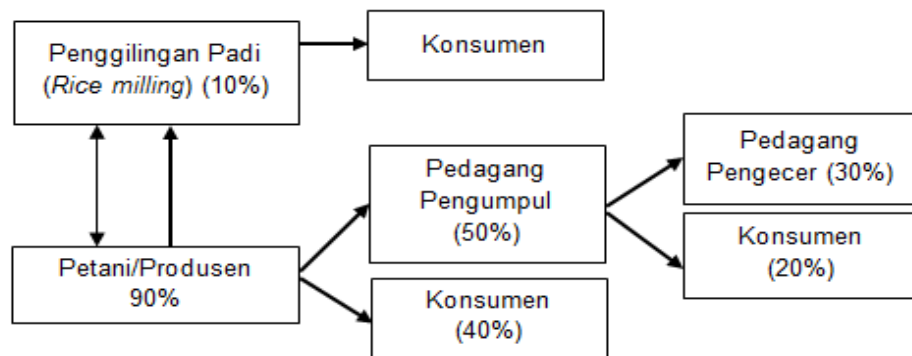 Penggilingan Padi
(Rice milling) (10%)
Konsumen
Petani/Produsen
90%
Pedagang
Pengumpul
(50%)
Konsumen
(40%)
Pedagang
Pengecer (30%)
Konsumen
(20%)